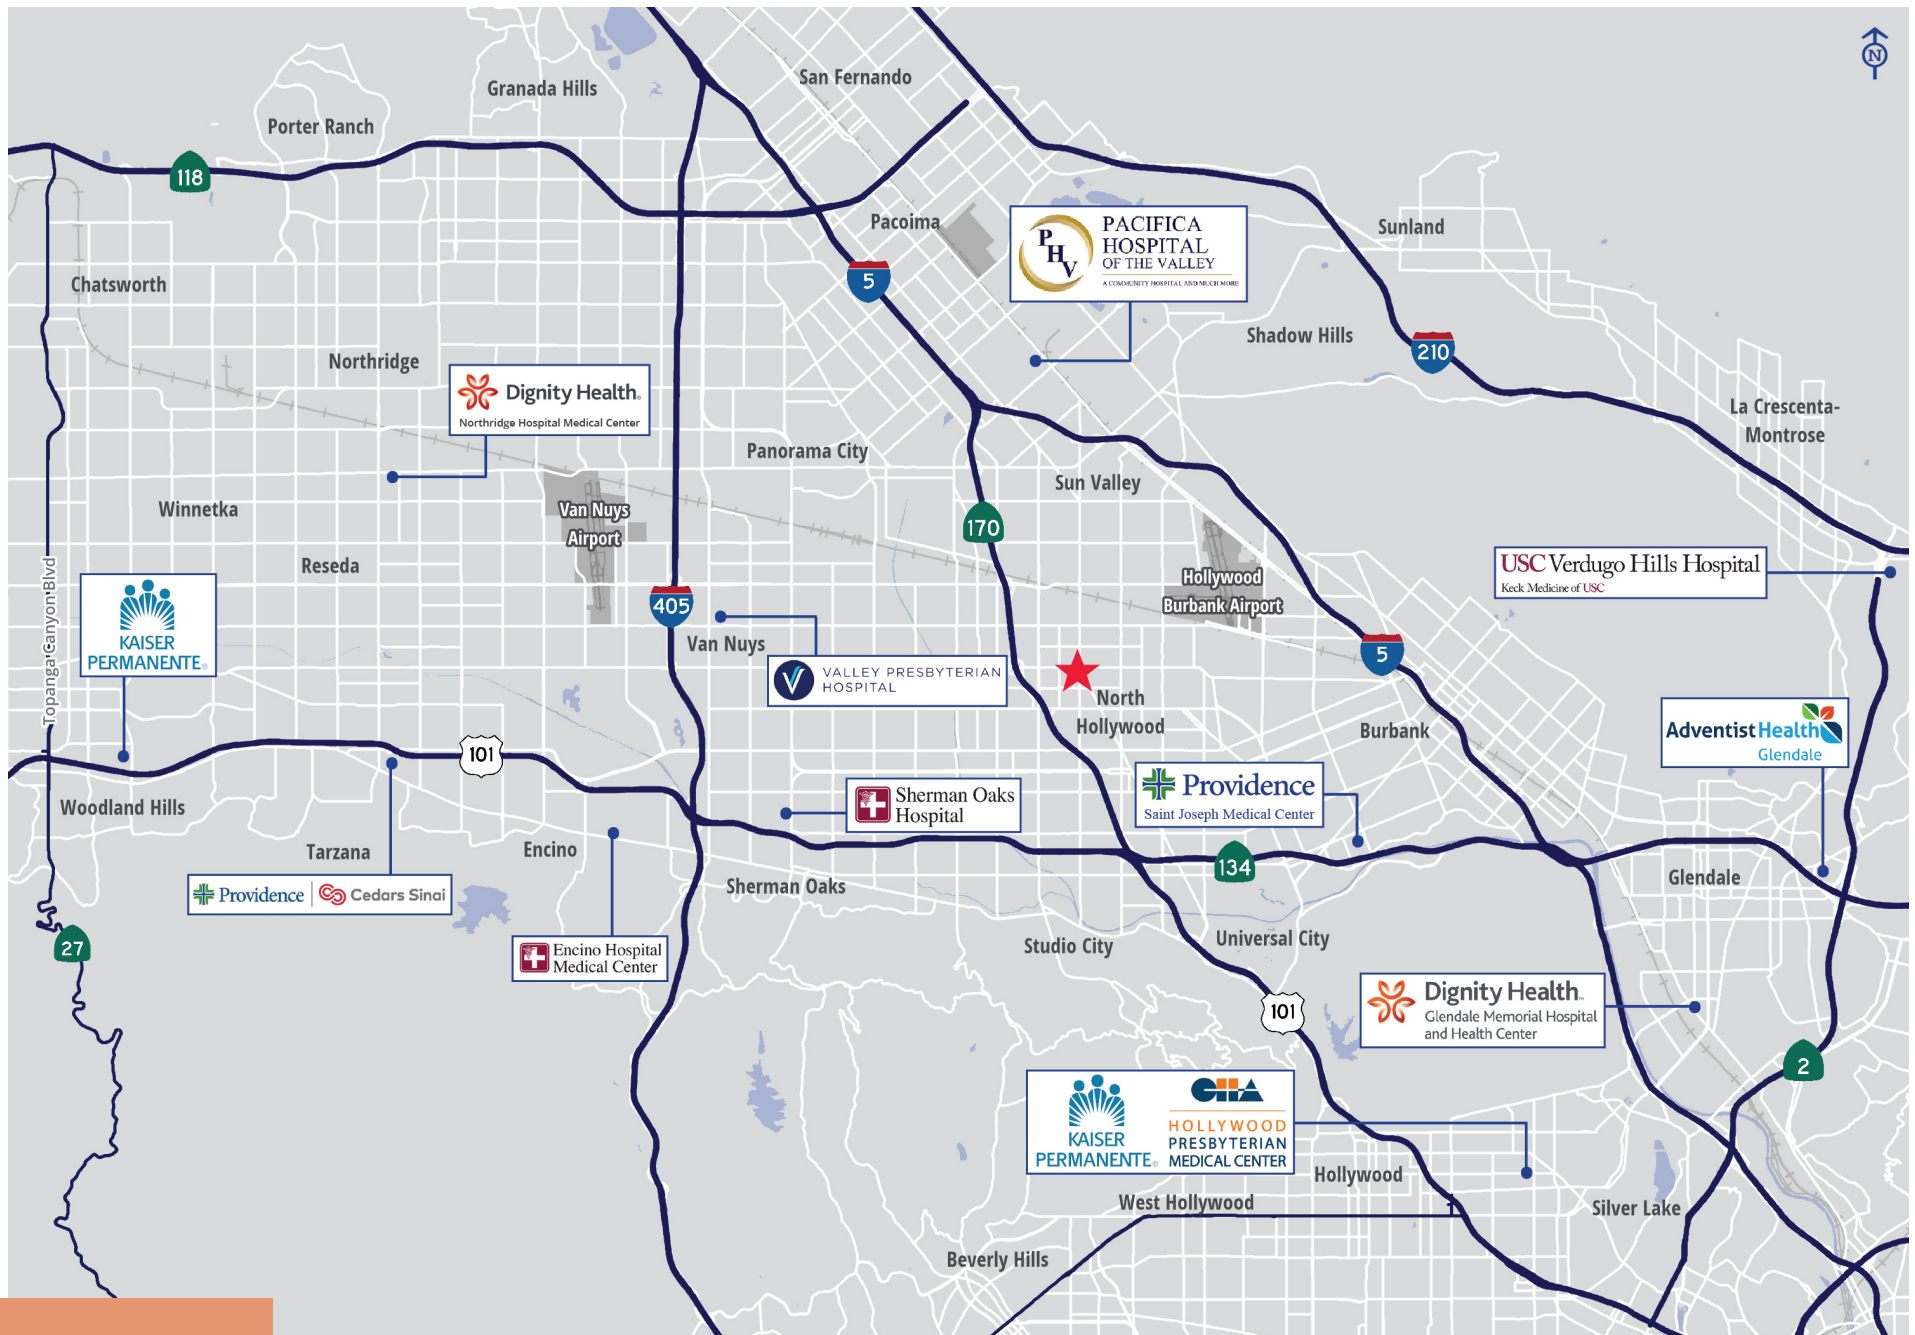 N
San Fernando
Granada Hills
Porter Ranch
118
Pacoima
PHV
PACIFICA
HOSPITAL
OF THE VALLEY
A COMMUNITY HOSPITAL AND MUCH MORE
Sunland
5
Chatsworth
Shadow Hills
210
Northridge
Dignity Health.
Northridge Hospital Medical Center
La Crescenta-
Montrose
Panorama City
Sun Valley
Winnetka
Van Nuys
Airport
170
Reseda
Hollywood
Burbank Airport
USC Verdugo Hills Hospital
Keck Medicine of USC
Topanga Canyon Blvd
KAISER
PERMANENTE®
405
Van Nuys
VALLEY PRESBYTERIAN
HOSPITAL
5
North
Hollywood
Burbank
Adventist Health
Glendale
101
Woodland Hills
Sherman Oaks
Hospital
Providence
Saint Joseph Medical Center
Tarzana
Encino
134
Glendale
Sherman Oaks
Providence
Cedars Sinai
27
Encino Hospital
Medical Center
Studio City
Universal City
101
Dignity Health™
Glendale Memorial Hospital
and Health Center
2
KAISER
PERMANENTE®
CHA
HOLLYWOOD
PRESBYTERIAN
MEDICAL CENTER
Hollywood
West Hollywood
Silver Lake
Beverly Hills